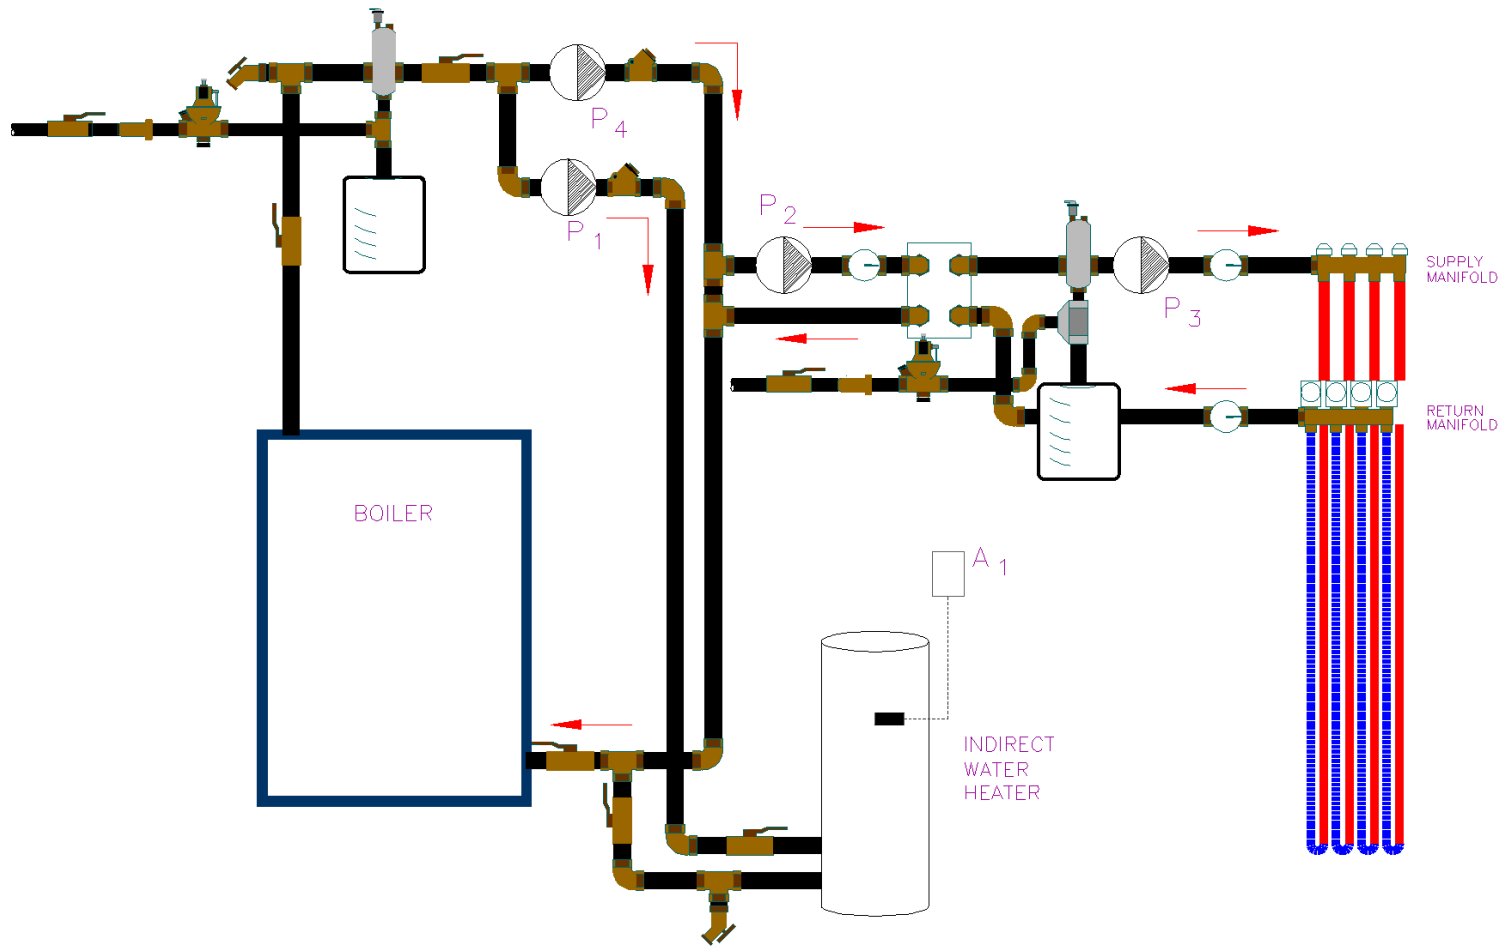 P 4
P 1
P 2
P 3
SUPPLY
MANIFOLD
RETURN
MANIFOLD
BOILER
A 1
INDIRECT
WATER
HEATER